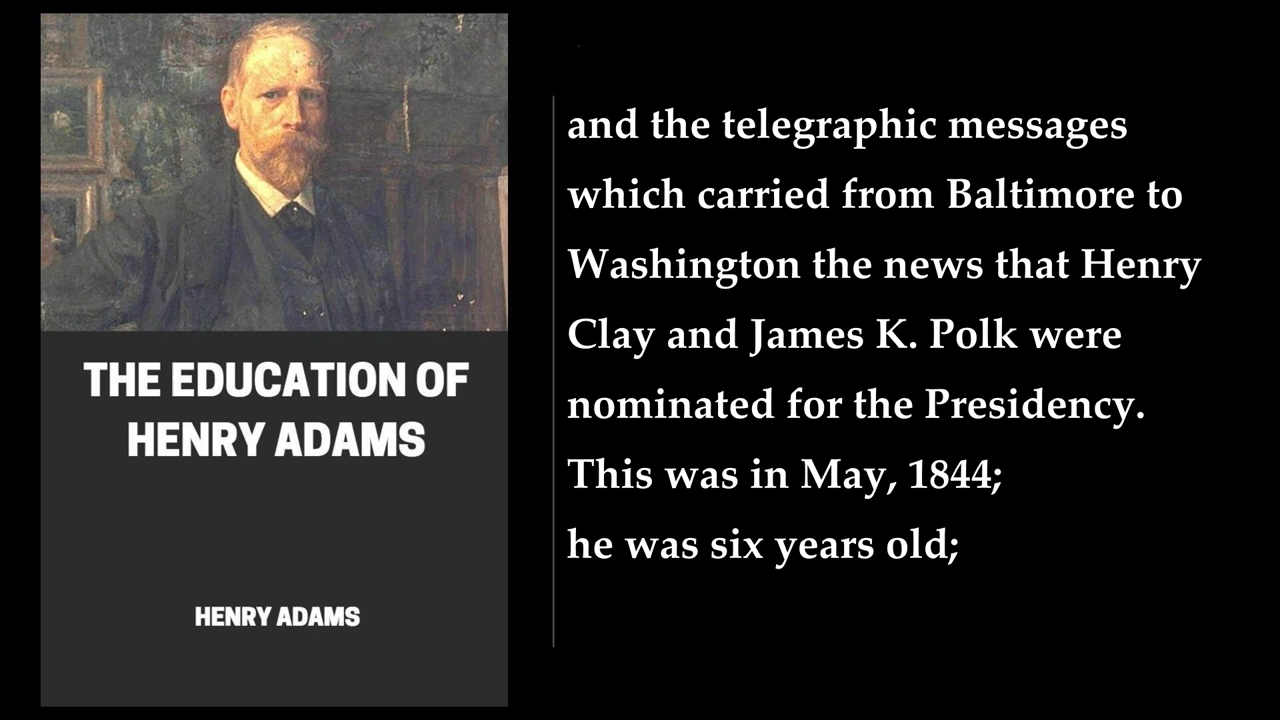 THE EDUCATION OF
HENRY ADAMS
HENRY ADAMS
and the telegraphic messages
which carried from Baltimore to
Washington the news that Henry
Clay and James K. Polk were
nominated for the Presidency.
This was in May, 1844;
he was six years old;